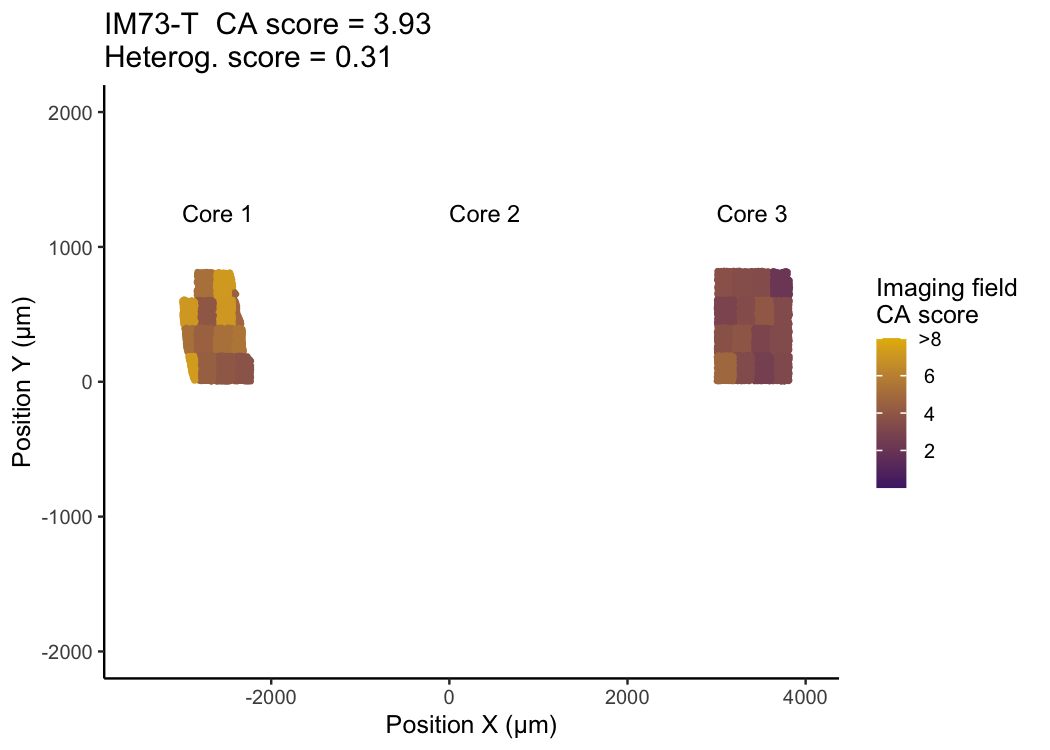 IM73-T  CA score = 3.93
Heterog. score = 0.31
2000
1000
0
-1000
-2000
Position Y (µm)
Core 1
Core 2
Core 3
-2000
0
2000
4000
Position X (µm)
Imaging field
CA score
>8
6
4
2